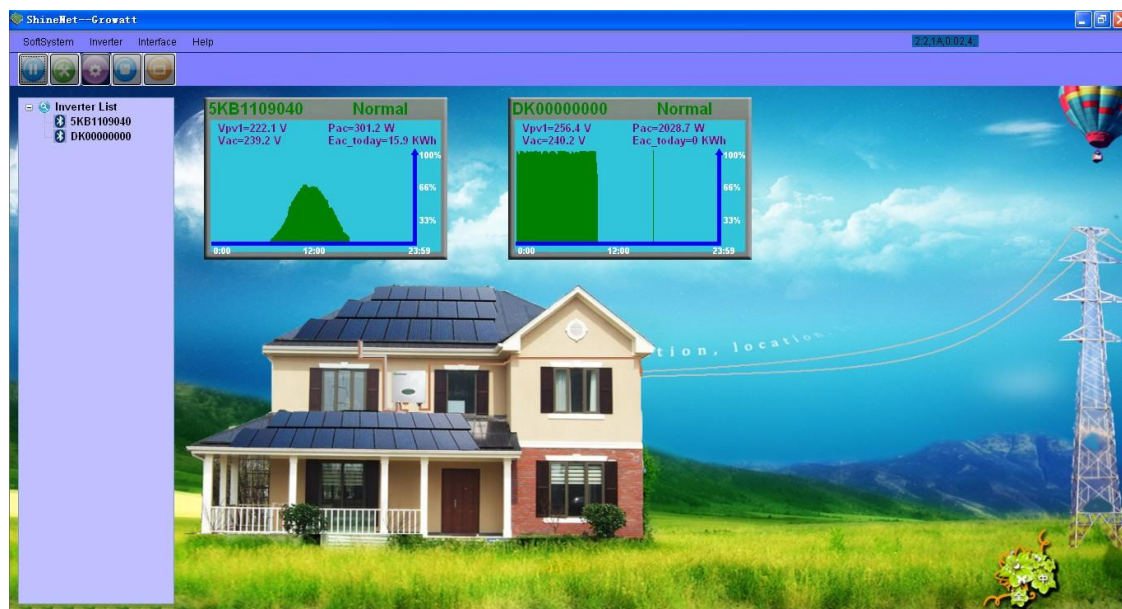 ShineNet--Growatt
SoftSystem Inverter Interface Help
2;2,1A,0.02,4;
Inverter List
5KB1109040
DK00000000
5KB1109040 Normal
Vpv1=222.1 V Pac=301.2 W
Vac=239.2 V Eac_today=15.9 KWh
100%
66%
33%
0:00 12:00 23:59
DK00000000 Normal
Vpv1=256.4 V Pac=2028.7 W
Vac=240.2 V Eac_today=0 KWh
100%
66%
33%
0:00 12:00 23:59
tion, location...
中
全